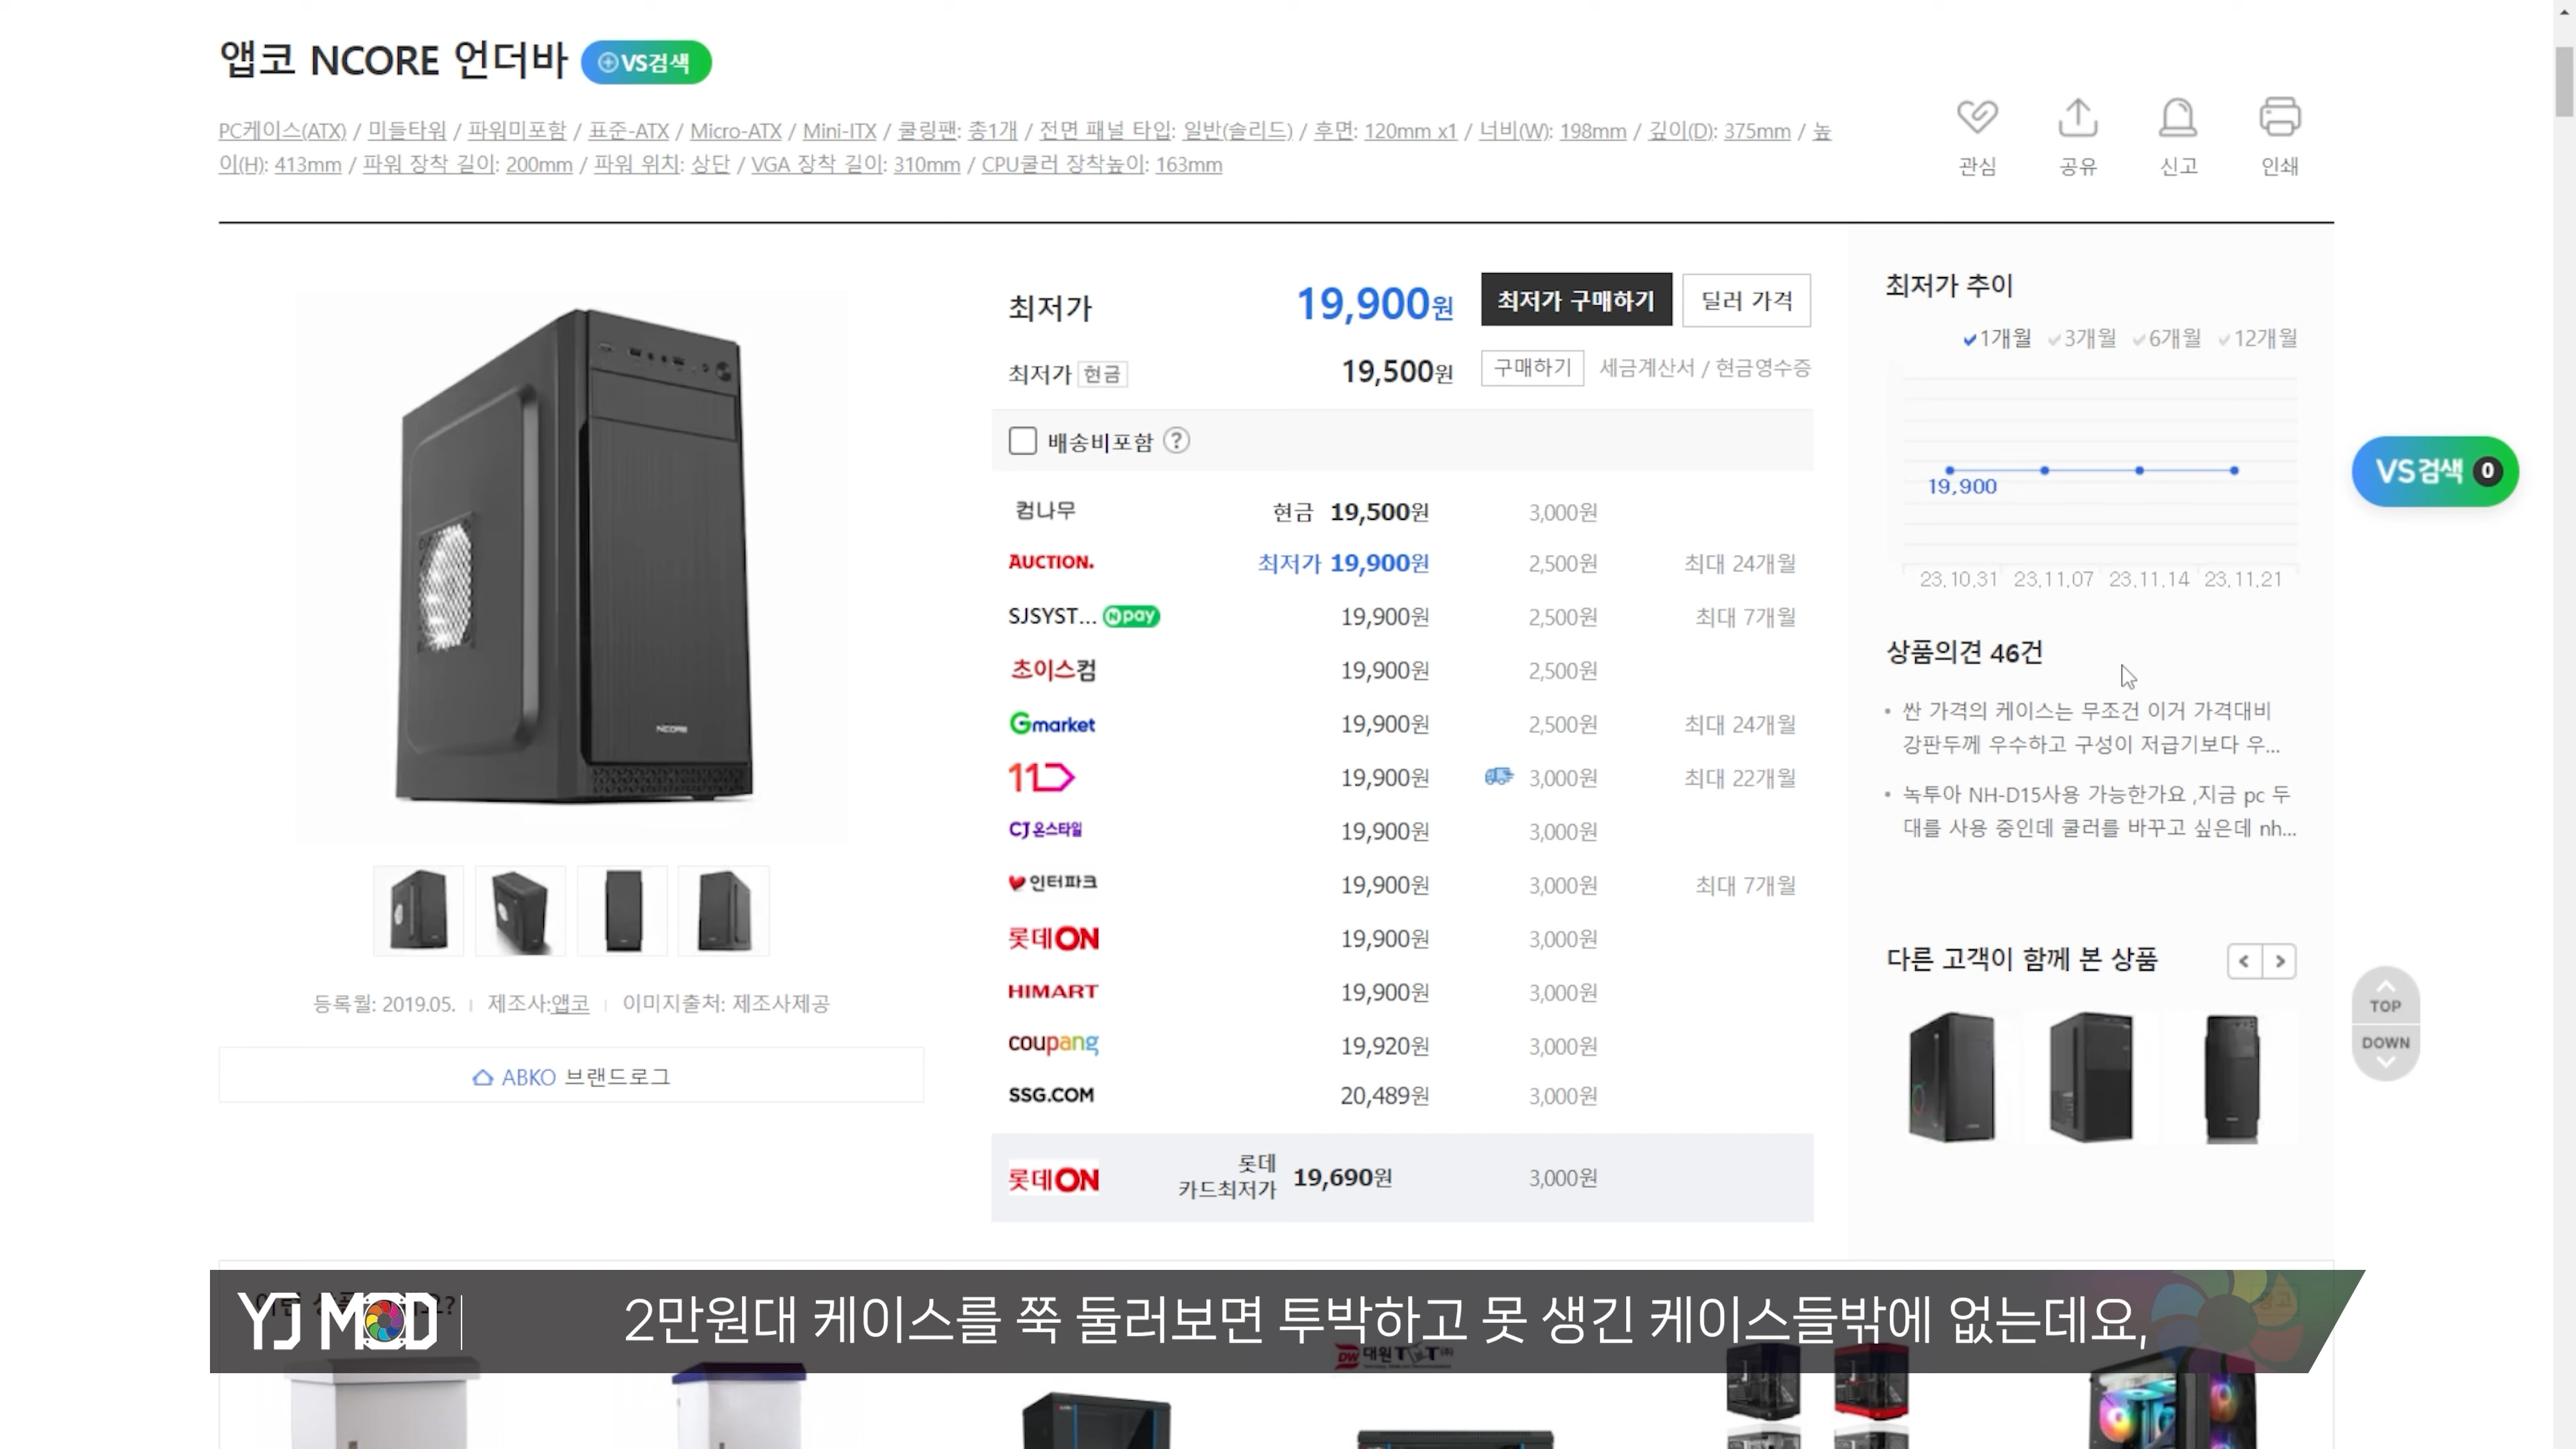 앱코 NCORE 언더바 VS검색
PC케이스(ATX) / 미들타워 / 파워미포함 / 표준-ATX / Micro-ATX / Mini-ITX / 쿨링팬: 총1개 / 전면 패널 타입: 일반(솔리드) / 후면: 120mm x1 / 너비(W): 198mm / 깊이(D): 375mm / 높
이(H): 413mm / 파워 장착 길이: 200mm / 파워 위치: 상단 / VGA 장착 길이: 310mm / CPU쿨러 장착높이: 163mm
관심 공유 신고 인쇄
NCORE
등록월: 2019.05. 제조사:앱코 이미지출처: 제조사제공
ABKO 브랜드로그
최저가 19,900원 최저가 구매하기 딜러 가격
최저가 현금 19,500원 구매하기 세금계산서 / 현금영수증
배송비포함 ?
컴나무 현금 19,500원 3,000원
AUCTION. 최저가 19,900원 2,500원 최대 24개월
SJSYST... N pay 19,900원 2,500원 최대 7개월
초이스컴 19,900원 2,500원
Gmarket 19,900원 2,500원 최대 24개월
11 19,900원 3,000원 최대 22개월
CJ온스타일 19,900원 3,000원
인터파크 19,900원 3,000원 최대 7개월
롯데ON 19,900원 3,000원
HIMART 19,900원 3,000원
coupang 19,920원 3,000원
SSG.COM 20,489원 3,000원
롯데ON 롯데 카드최저가 19,690원 3,000원
최저가 추이
1개월 3개월 6개월 12개월
19,900
23.10.31 23.11.07 23.11.14 23.11.21
상품의견 46건
• 싼 가격의 케이스는 무조건 이거 가격대비
강판두께 우수하고 구성이 저급기보다 우...
• 녹투아 NH-D15사용 가능한가요 ,지금 pc 두
대를 사용 중인데 쿨러를 바꾸고 싶은데 nh...
다른 고객이 함께 본 상품 < >
VS검색 0
TOP
DOWN
YJ MOD 2만원대 케이스를 쭉 둘러보면 투박하고 못 생긴 케이스들밖에 없는데요,
DW 대원TMT(주)